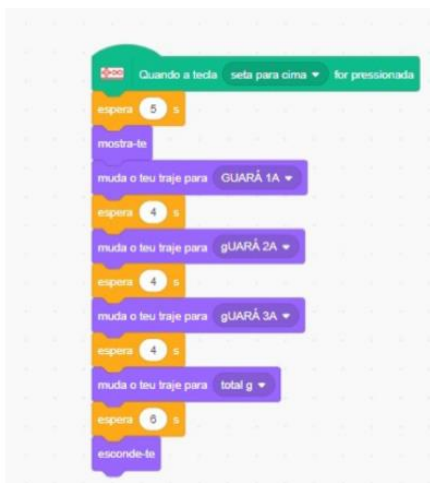 Quando a tecla seta para cima for pressionada
espera 5 s
mostra-te
muda o teu traje para GUARÁ 1A
espera 4 s
muda o teu traje para gUARÁ 2A
espera 4 s
muda o teu traje para gUARÁ 3A
espera 4 s
muda o teu traje para total g
espera 6 s
esconde-te